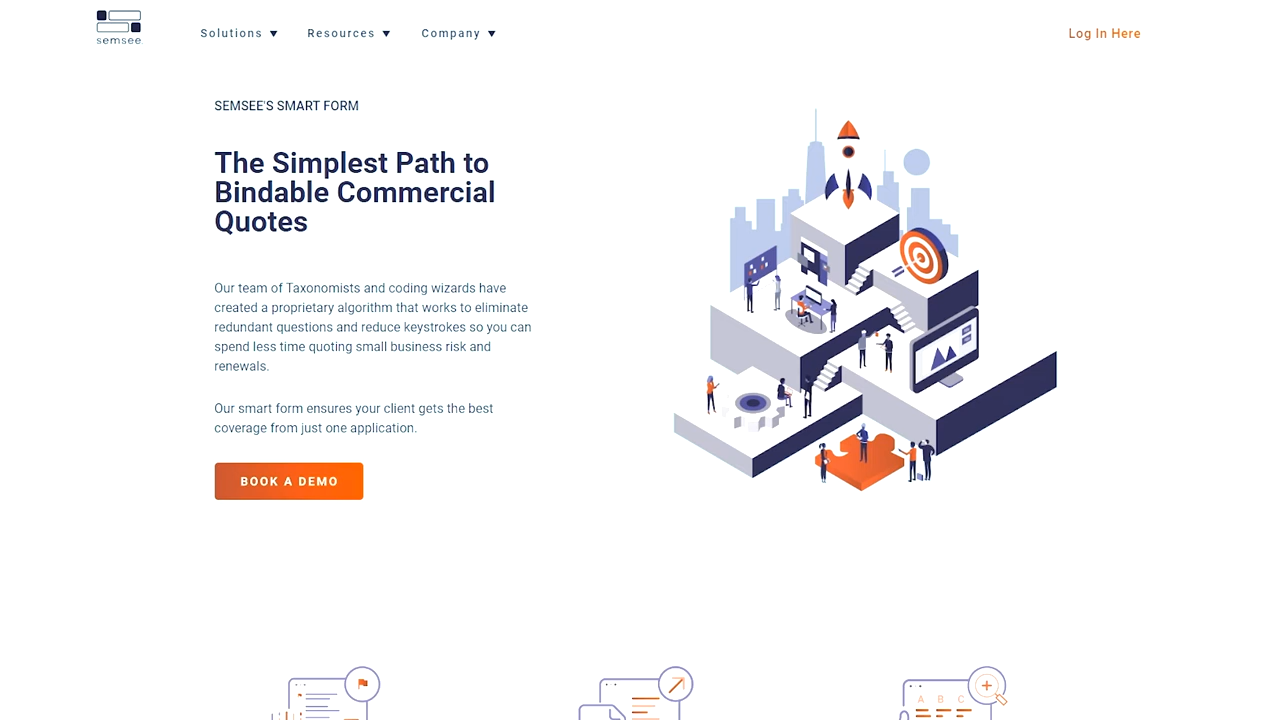 semsee
Solutions
Resources
Company
Log In Here
SEMSEE'S SMART FORM
The Simplest Path to
Bindable Commercial
Quotes
Our team of Taxonomists and coding wizards have
created a proprietary algorithm that works to eliminate
redundant questions and reduce keystrokes so you can
spend less time quoting small business risk and
renewals.
Our smart form ensures your client gets the best
coverage from just one application.
BOOK A DEMO
A B C